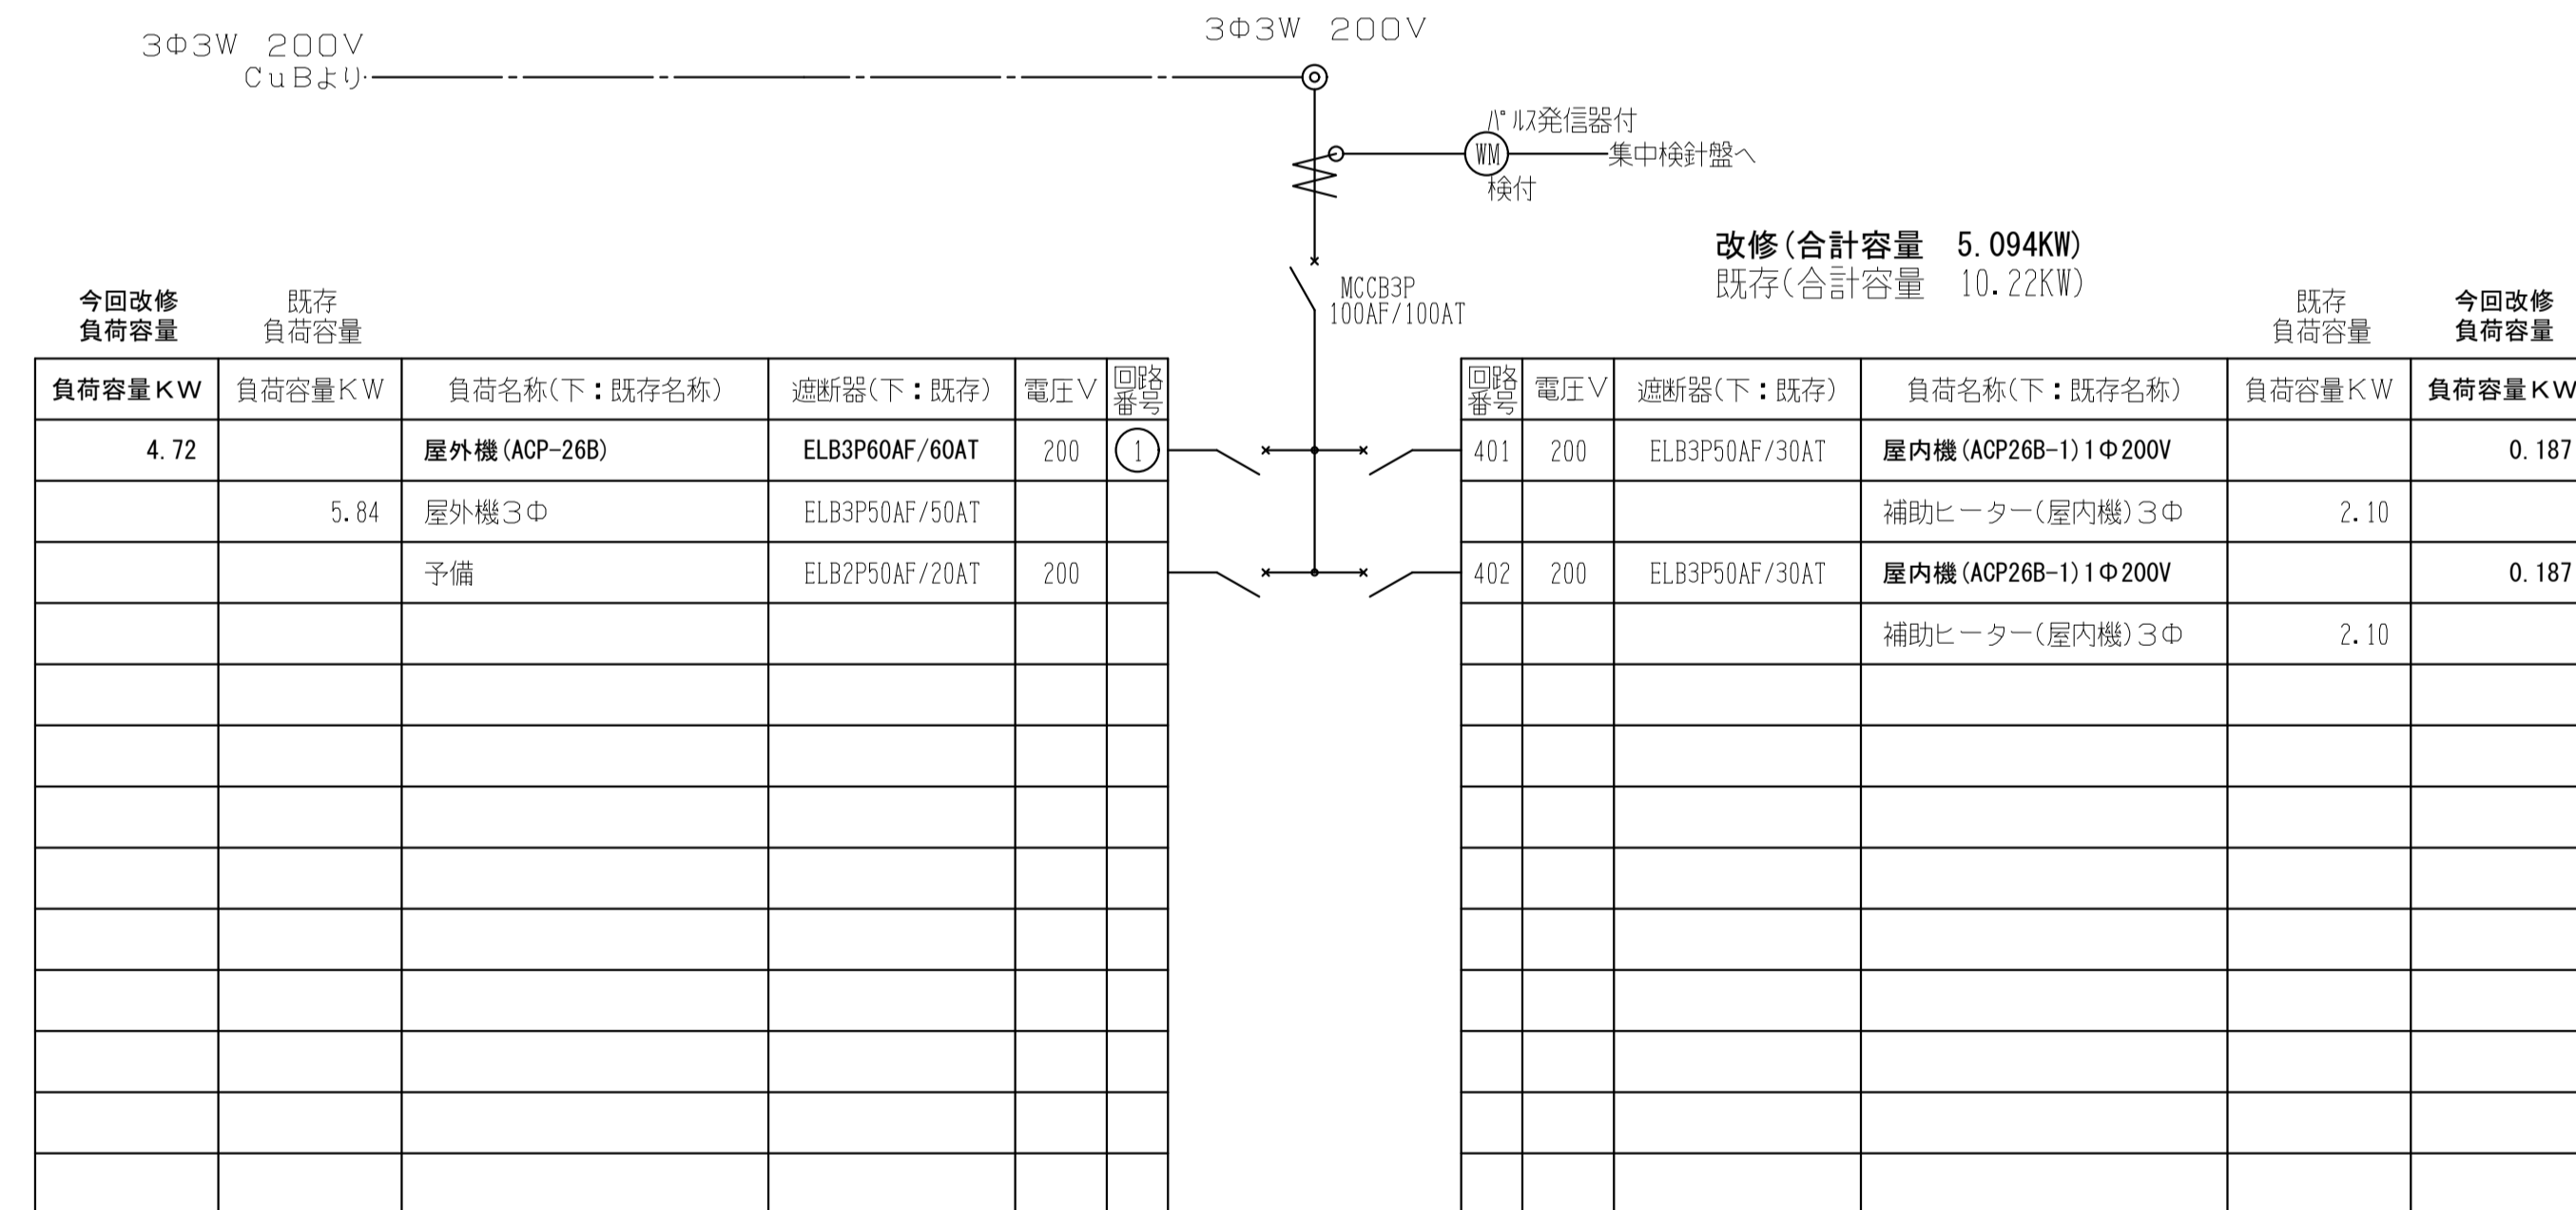 3Φ3W 200V
CuBより
3Φ3W 200V
パルス発信器付
WM
集中検針盤へ
検付
改修(合計容量 5.094KW)
既存(合計容量 10.22KW)
MCCB3P
100AF/100AT
今回改修
負荷容量
既存
負荷容量
既存
負荷容量
今回改修
負荷容量
負荷容量KW 負荷容量KW 負荷名称(下:既存名称) 遮断器(下:既存) 電圧V 回路番号
4.72 屋外機(ACP-26B) ELB3P60AF/60AT 200 1
5.84 屋外機3Φ ELB3P50AF/50AT
予備 ELB2P50AF/20AT 200
回路番号 電圧V 遮断器(下:既存) 負荷名称(下:既存名称) 負荷容量KW 負荷容量KW
401 200 ELB3P50AF/30AT 屋内機(ACP26B-1)1Φ200V 0.187
補助ヒーター(屋内機)3Φ 2.10
402 200 ELB3P50AF/30AT 屋内機(ACP26B-1)1Φ200V 0.187
補助ヒーター(屋内機)3Φ 2.10